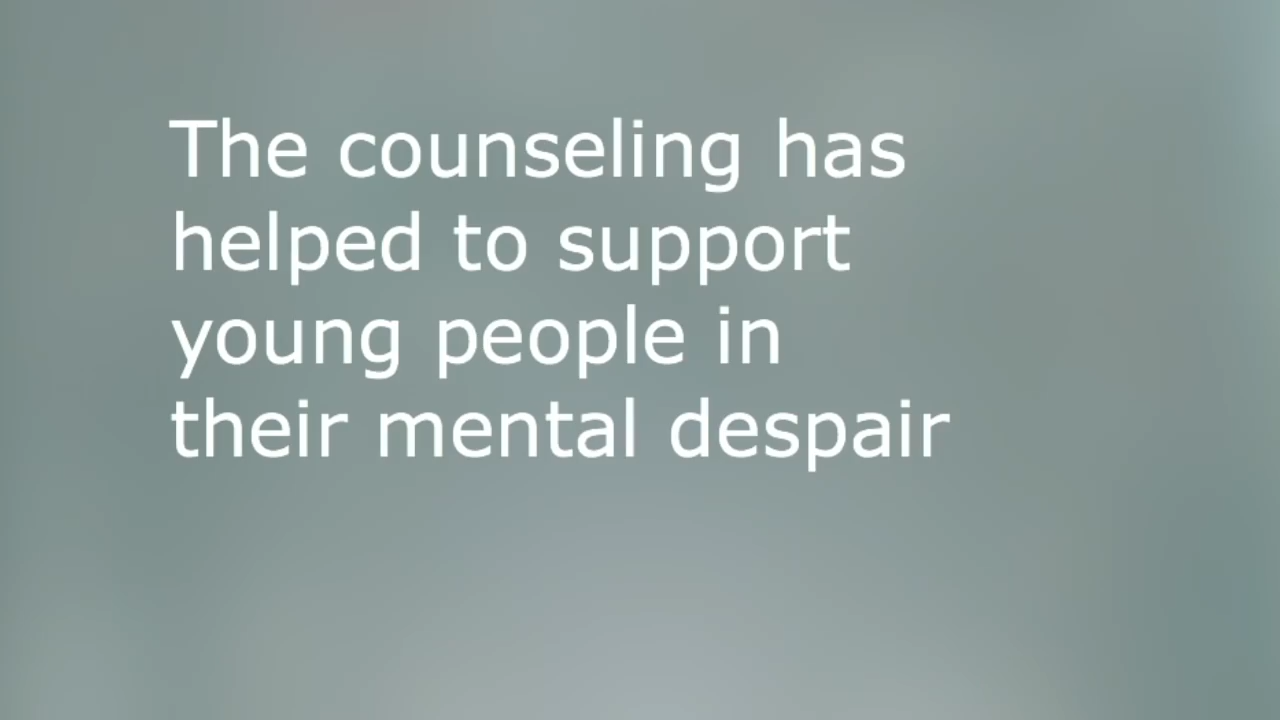 The counseling has
helped to support
young people in
their mental despair